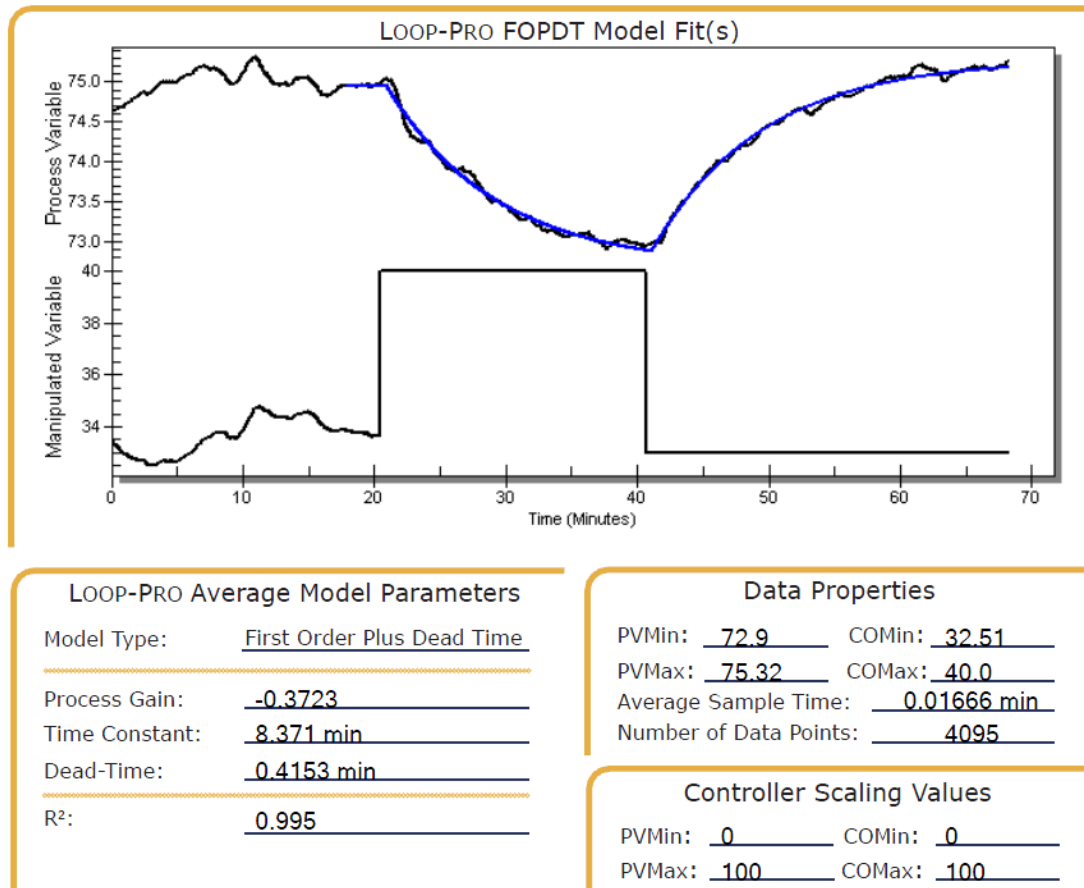 LOOP-PRO FOPDT Model Fit(s)
Process Variable
75.0
74.5
74.0
73.5
73.0
Manipulated Variable
40
38
36
34
0 10 20 30 40 50 60 70
Time (Minutes)
LOOP-PRO Average Model Parameters
Model Type: First Order Plus Dead Time
Process Gain: -0.3723
Time Constant: 8.371 min
Dead-Time: 0.4153 min
R²: 0.995
Data Properties
PVMin: 72.9 COMin: 32.51
PVMax: 75.32 COMax: 40.0
Average Sample Time: 0.01666 min
Number of Data Points: 4095
Controller Scaling Values
PVMin: 0 COMin: 0
PVMax: 100 COMax: 100